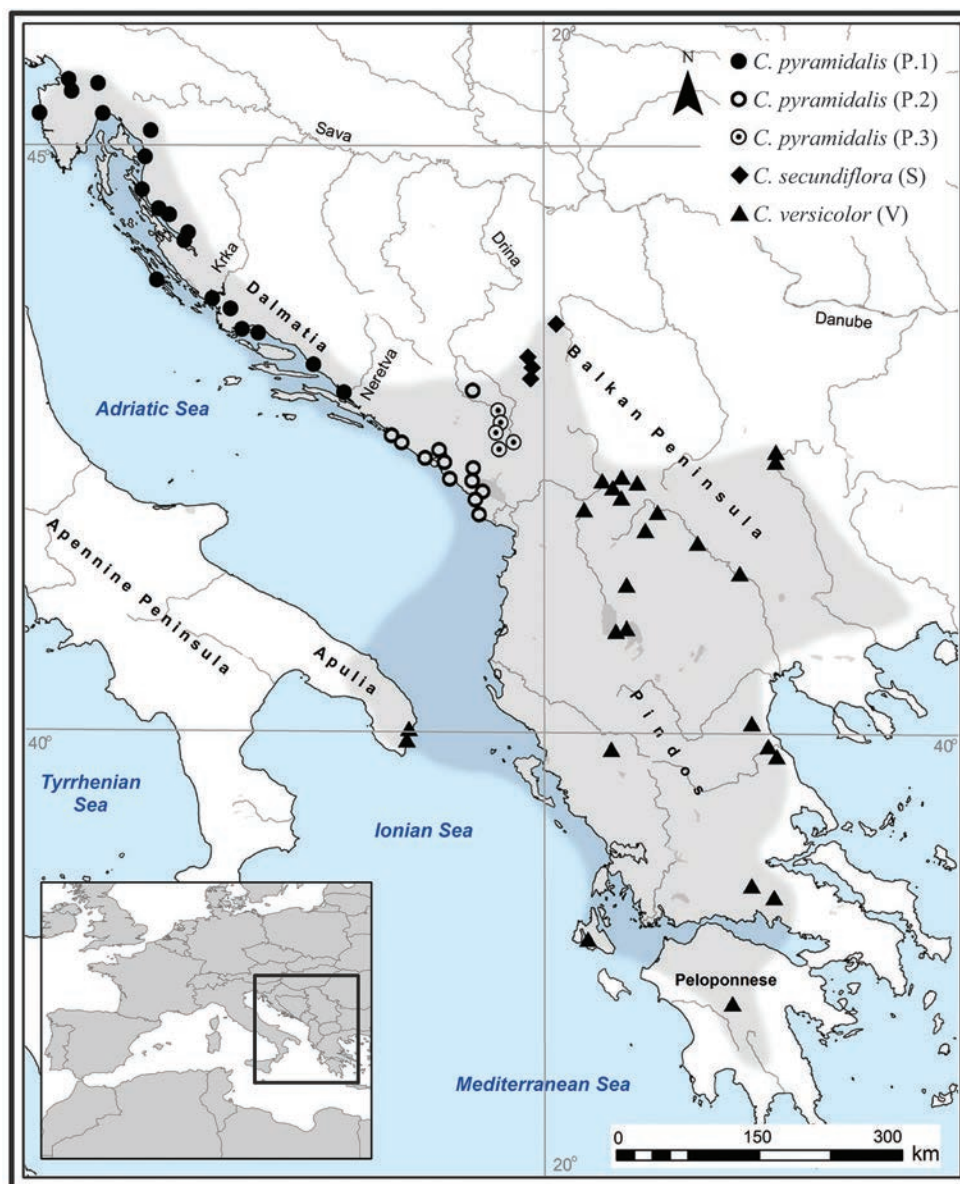 20°
N
C. pyramidalis (P.1)
C. pyramidalis (P.2)
C. pyramidalis (P.3)
C. secundiflora (S)
C. versicolor (V)
Sava
45°
Krka
Drina
Dalmatia
Danube
Neretva
Balkan Peninsula
Adriatic Sea
Apennine Peninsula
Apulia
Pindos
40°
40°
Tyrrhenian
Sea
Ionian Sea
Peloponnese
Mediterranean Sea
0 150 300
km
20°